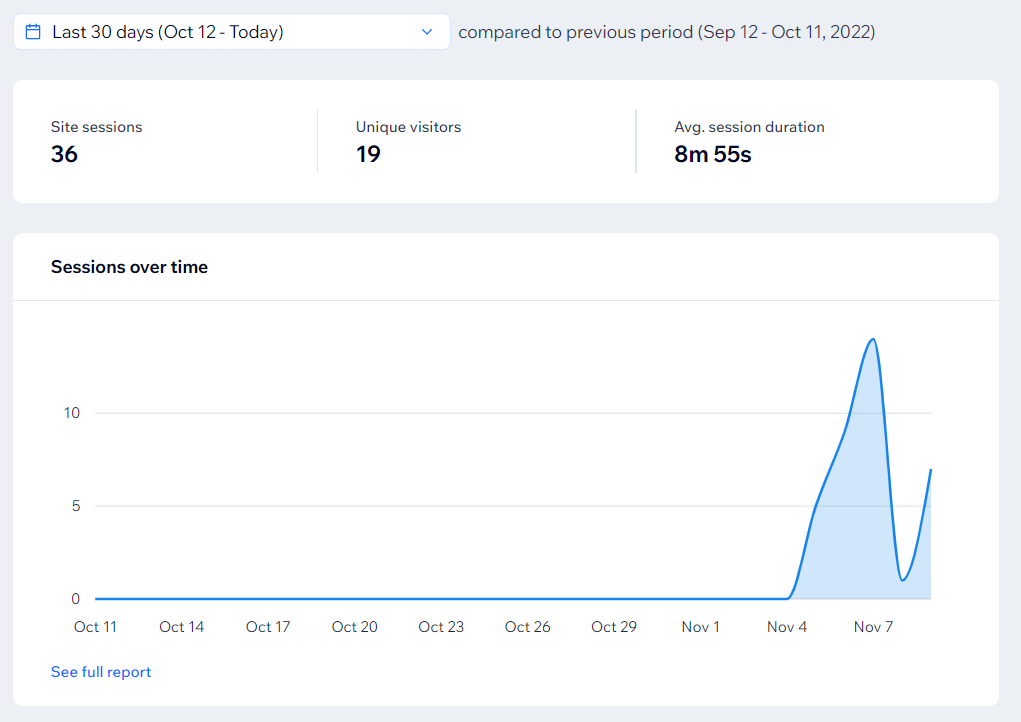 Last 30 days (Oct 12 - Today) compared to previous period (Sep 12 - Oct 11, 2022)
Site sessions Unique visitors Avg. session duration
36 19 8m 55s
Sessions over time
10
5
0
Oct 11 Oct 14 Oct 17 Oct 20 Oct 23 Oct 26 Oct 29 Nov 1 Nov 4 Nov 7
See full report